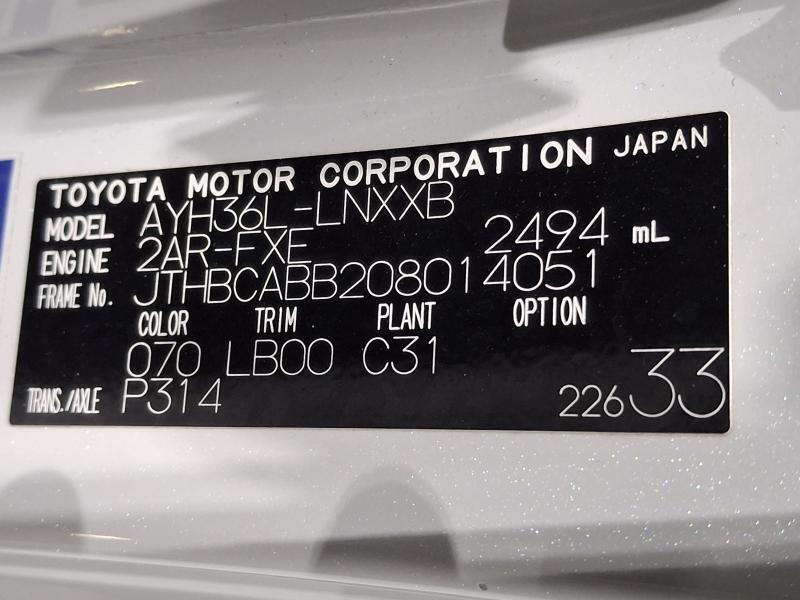 TOYOTA MOTOR CORPORATION JAPAN
MODEL AYH36L-LNXXB
ENGINE 2AR-FXE 2494 mL
FRAME No. JTHBCABB208014051
COLOR TRIM PLANT OPTION
070 LB00 C31
TRANS./AXLE P314 22633